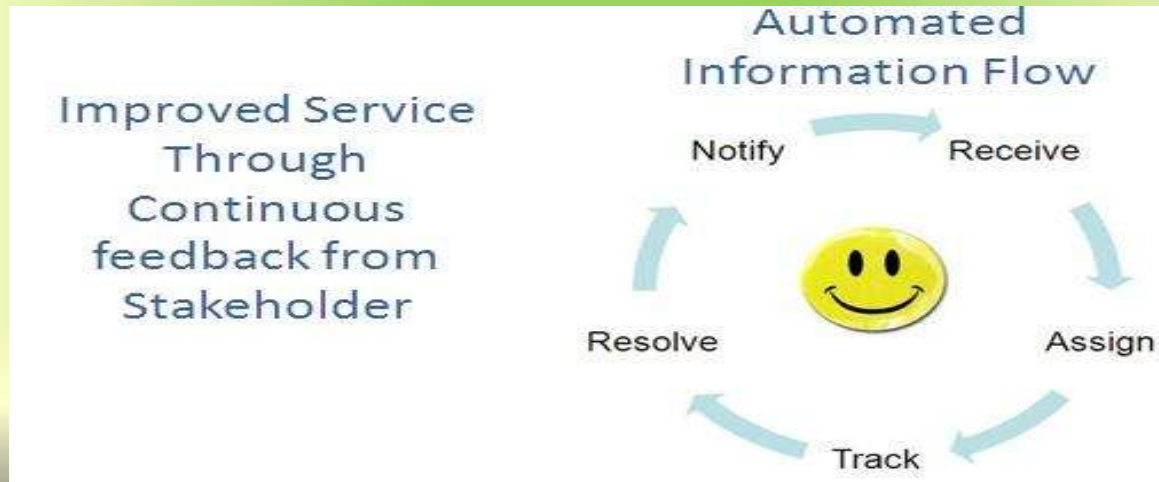 Improved Service
Through
Continuous
feedback from
Stakeholder
Automated
Information Flow
Notify
Receive
Assign
Track
Resolve